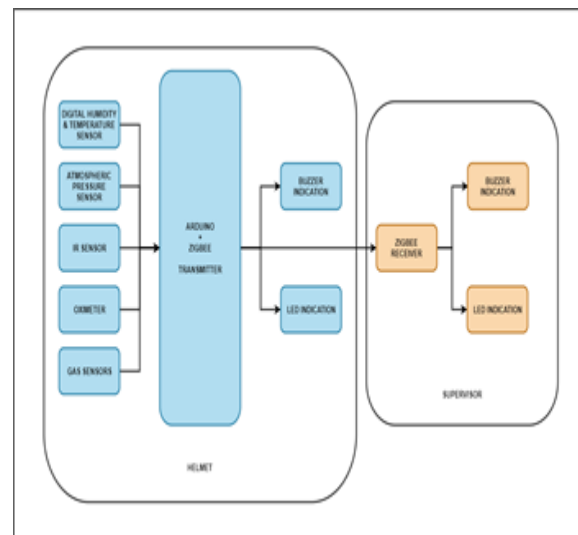 DIGITAL HUMIDITY
& TEMPERATURE
SENSOR
ATMOSPHERIC
PRESSURE
SENSOR
IR SENSOR
OXIMETER
GAS SENSORS
ARDUINO
+
ZIGBEE
TRANSMITTER
BUZZER
INDICATION
LED INDICATION
HELMET
ZIGBEE
RECEIVER
BUZZER
INDICATION
LED INDICATION
SUPERVISOR